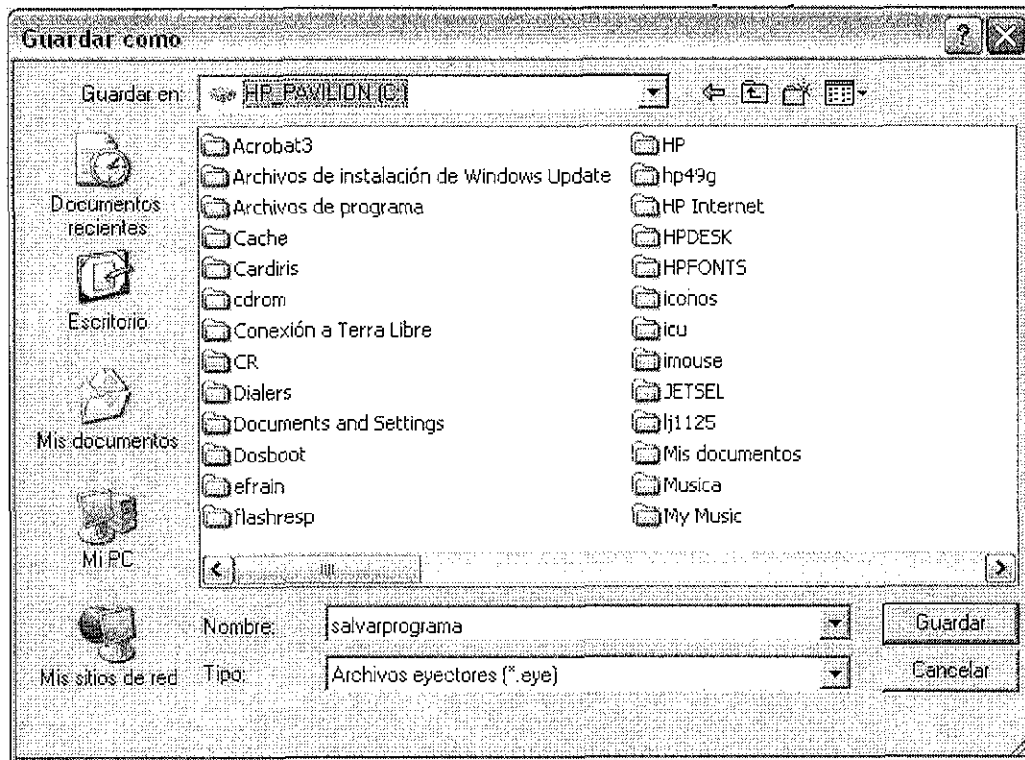 Guardar como
Guardar en: HP_PAVILION (C:)
Documentos recientes
Escritorio
Mis documentos
Mi PC
Mis sitios de red
Acrobat3
Archivos de instalación de Windows Update
Archivos de programa
Cache
Cardiris
cdrom
Conexión a Terra Libre
CR
Dialers
Documents and Settings
Dosboot
efrain
flashresp
HP
hp49g
HP Internet
HPDESK
HPFONTS
iconos
icu
imouse
JETSEL
lj1125
Mis documentos
Musica
My Music
Nombre: salvarprograma
Guardar
Tipo: Archivos eyectores (*.eye)
Cancelar